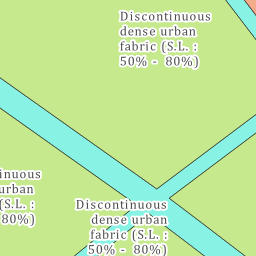 Discontinuous
dense urban
fabric (S.L. :
50% - 80%)
inuous
urban
(S.L. :
80%)
Discontinuous
dense urban
fabric (S.L. :
50% - 80%)